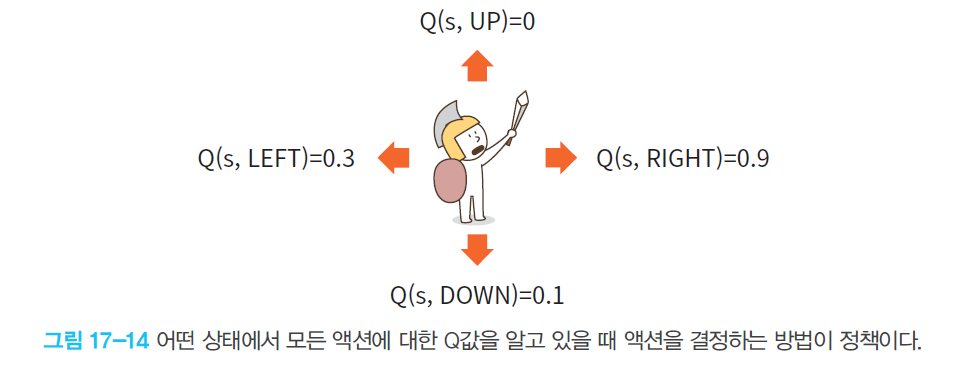 Q(s, UP)=0
Q(s, LEFT)=0.3
Q(s, RIGHT)=0.9
Q(s, DOWN)=0.1
그림 17-14 어떤 상태에서 모든 액션에 대한 Q값을 알고 있을 때 액션을 결정하는 방법이 정책이다.